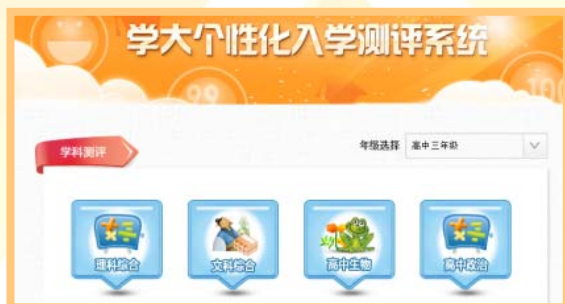 学大个性化入学测评系统
99
100
学科测评
年级选择 高中三年级
理科综合 文科综合 高中生物 高中政治